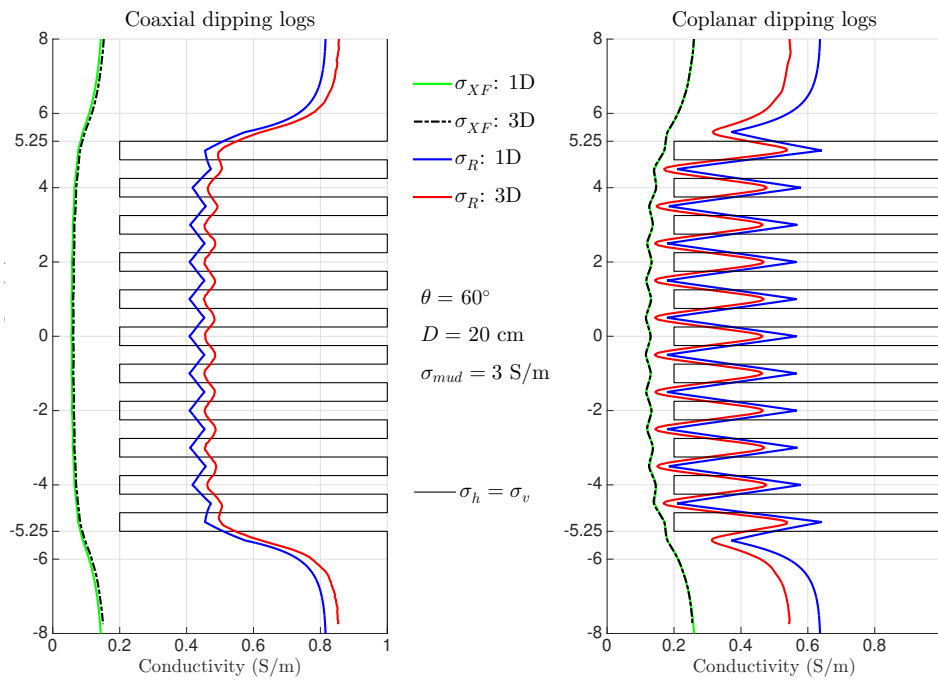 Coaxial dipping logs
Coplanar dipping logs
8
6
5.25
4
2
0
-2
-4
-5.25
-6
-8
0
0.2
0.4
0.6
0.8
1
Conductivity (S/m)
σ_XF: 1D
σ_XF: 3D
σ_R: 1D
σ_R: 3D
θ = 60°
D = 20 cm
σ_mud = 3 S/m
σ_h = σ_v
8
6
5.25
4
2
0
-2
-4
-5.25
-6
-8
0
0.2
0.4
0.6
0.8
Conductivity (S/m)